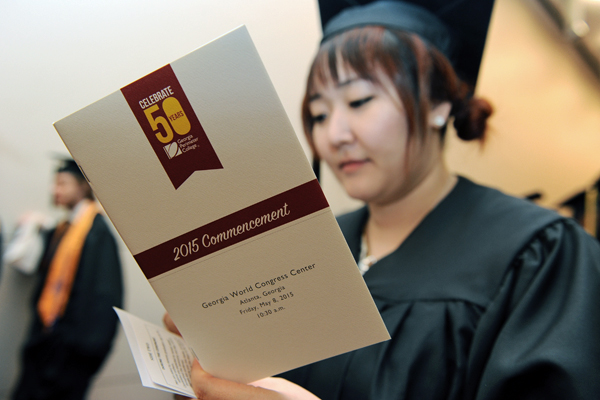 CELEBRATE
50 YEARS
Georgia
Perimeter
College
2015 Commencement
Georgia World Congress Center
Atlanta, Georgia
Friday, May 8, 2015
10:30 a.m.